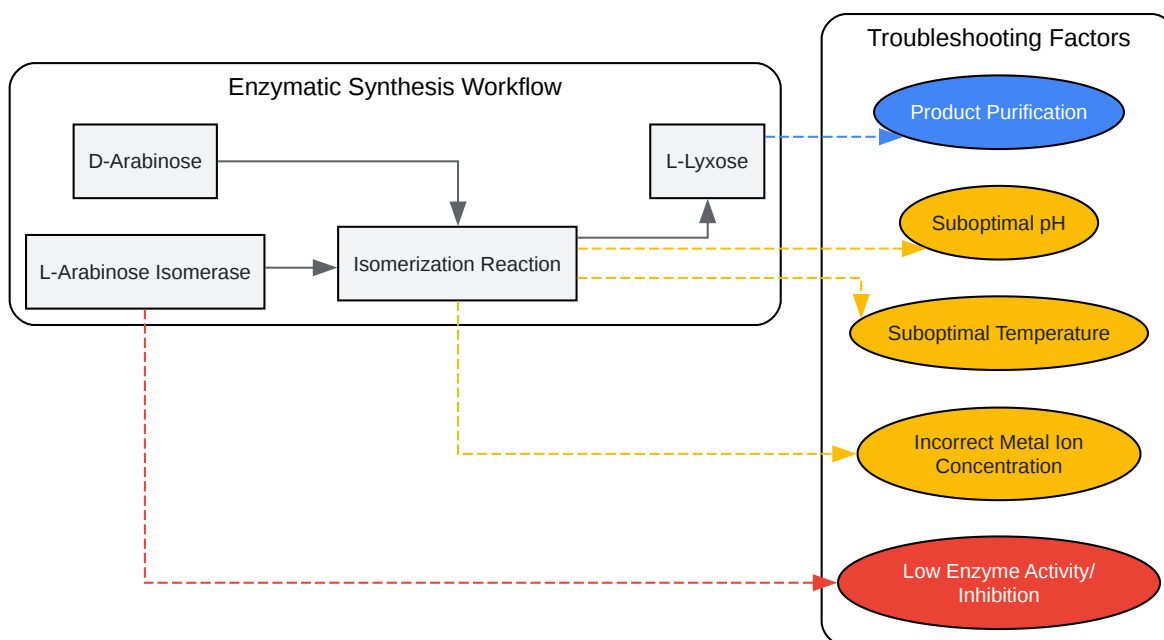 Troubleshooting Factors
Enzymatic Synthesis Workflow
Product Purification
D-Arabinose
L-Lyxose
Suboptimal pH
L-Arabinose Isomerase
Isomerization Reaction
Suboptimal Temperature
Incorrect Metal Ion
Concentration
Low Enzyme Activity/
Inhibition